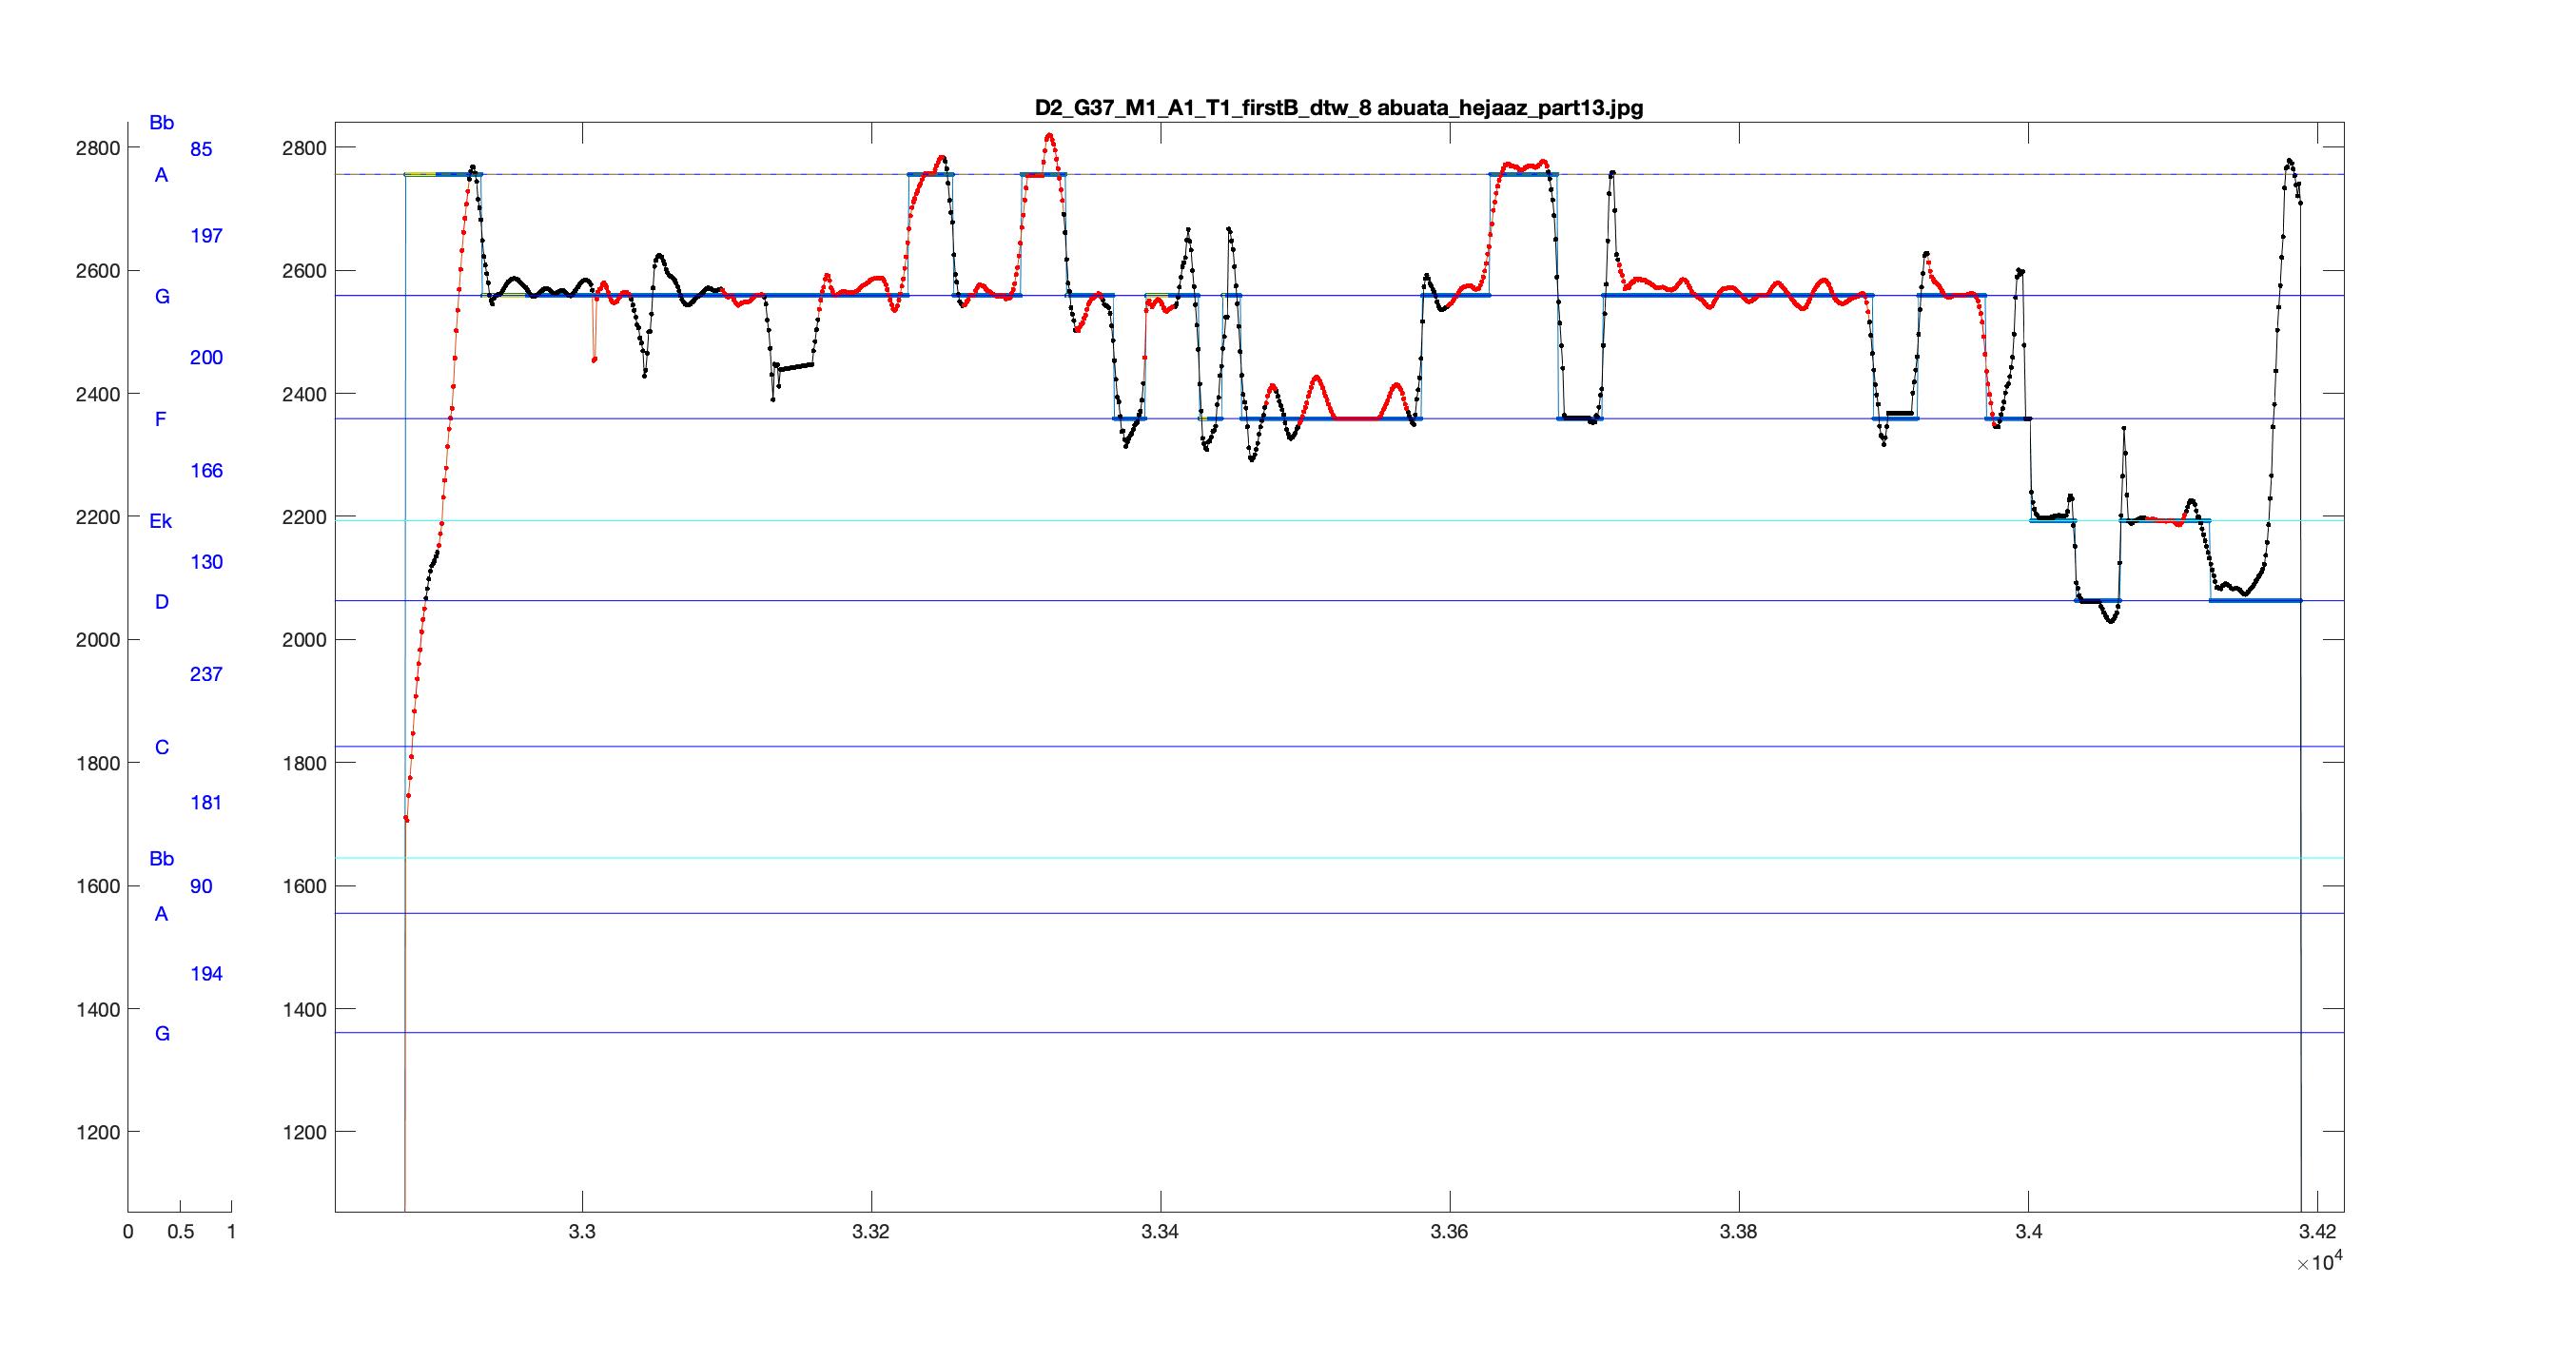 D2_G37_M1_A1_T1_firstB_dtw_8 abuata_hejaaz_part13.jpg
Bb
2800 85 2800
A
197
2600 2600
G
200
2400 2400
F
166
2200 Ek 2200
130
D
2000 2000
237
C
1800 1800
181
Bb
1600 90 1600
A
194
1400 1400
G
1200 1200
0 0.5 1 3.3 3.32 3.34 3.36 3.38 3.4 3.42
×10⁴